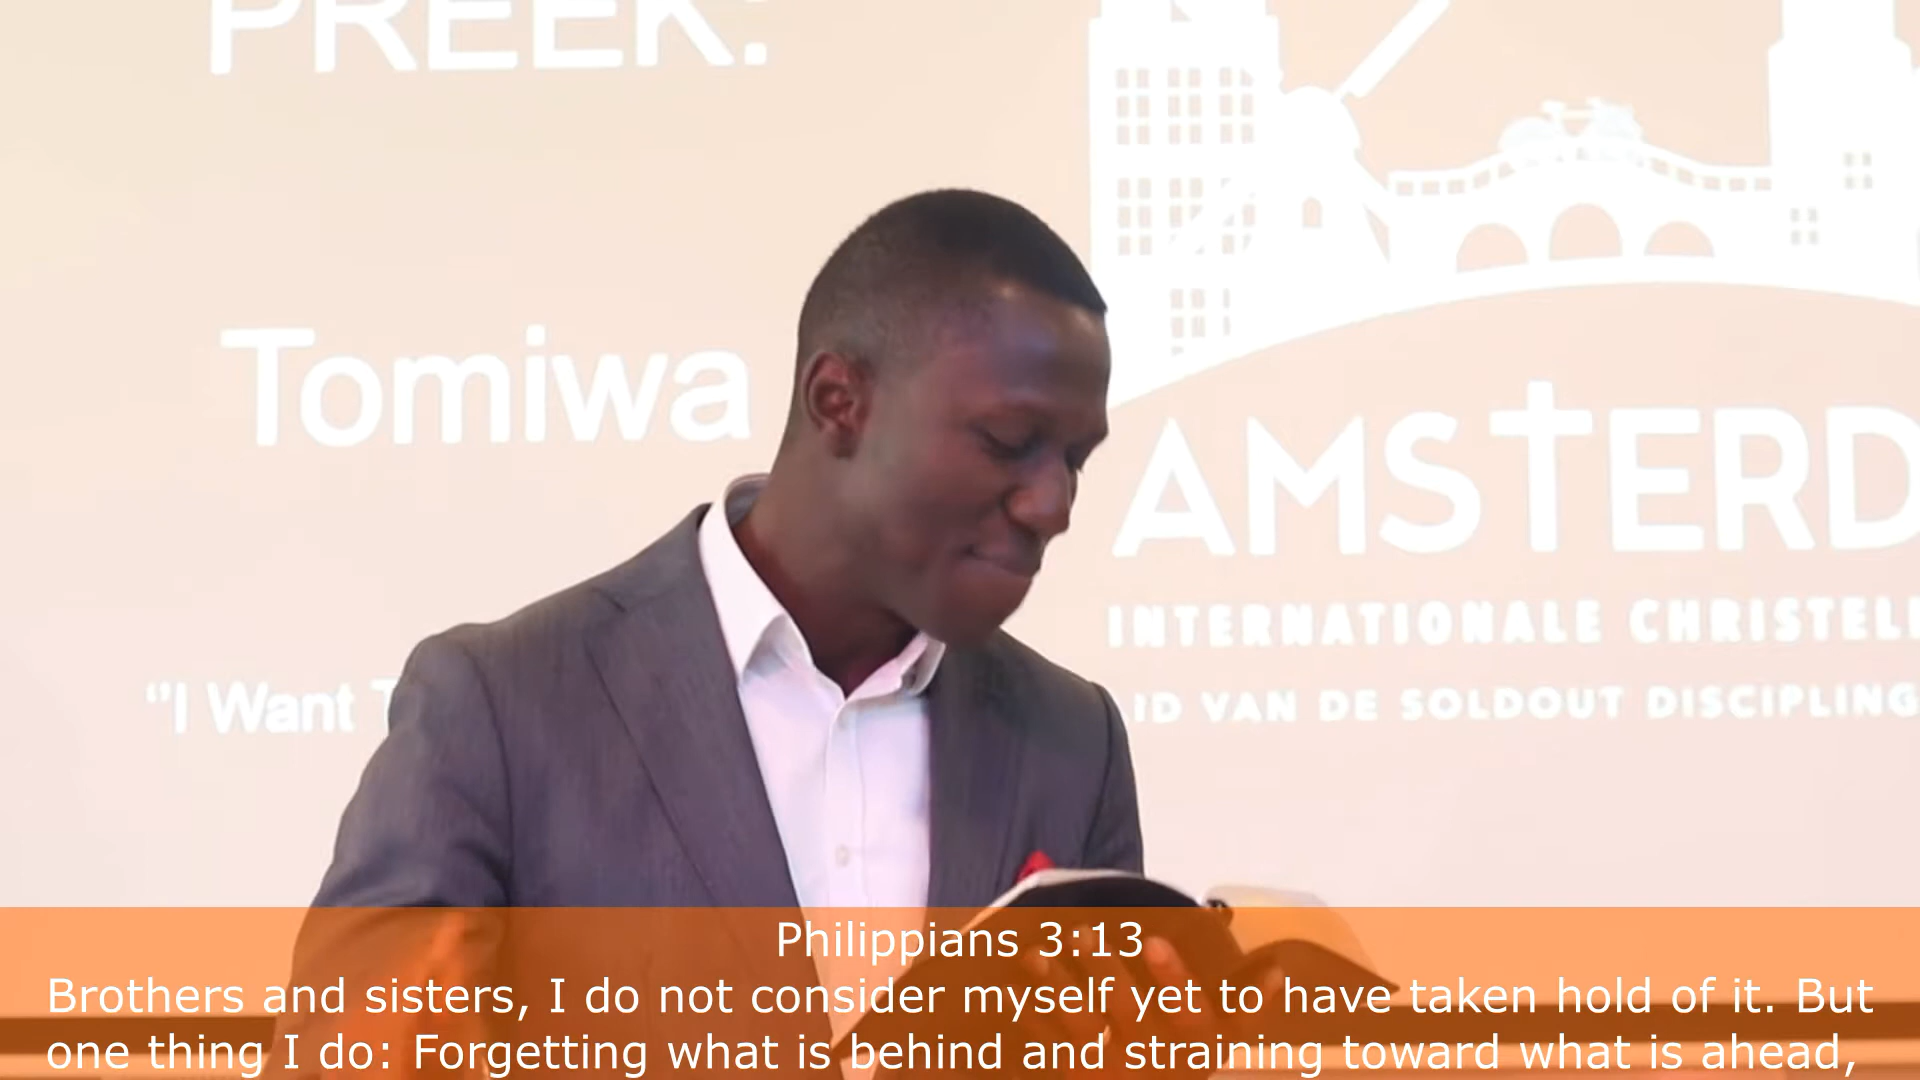 PREEK:
Tomiwa
"I Want
AMSTERD
INTERNATIONALE CHRISTELI
ID VAN DE SOLDOUT DISCIPLING
Philippians 3:13
Brothers and sisters, I do not consider myself yet to have taken hold of it. But
one thing I do: Forgetting what is behind and straining toward what is ahead,